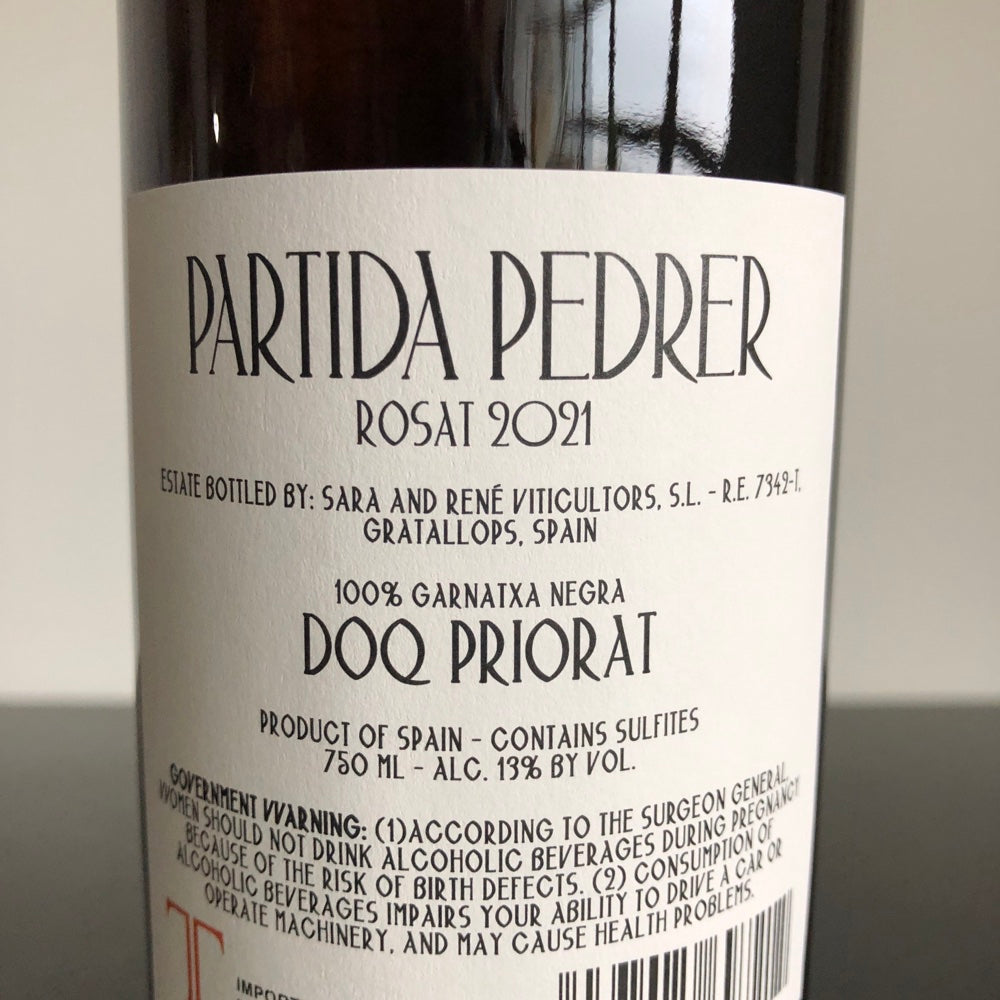 PARTIDA PEDRER
ROSAT 2021
ESTATE BOTTLED BY: SARA AND RENÉ VITICULTORS, S.L. - R.E. 7342-T.
GRATALLOPS, SPAIN
100% GARNATXA NEGRA
DOQ PRIORAT
PRODUCT OF SPAIN - CONTAINS SULFITES
750 ML - ALC. 13% BY VOL.
GOVERNMENT WARNING: (1)ACCORDING TO THE SURGEON GENERAL,
WOMEN SHOULD NOT DRINK ALCOHOLIC BEVERAGES DURING PREGNANCY
BECAUSE OF THE RISK OF BIRTH DEFECTS. (2) CONSUMPTION OF
ALCOHOLIC BEVERAGES IMPAIRS YOUR ABILITY TO DRIVE A CAR OR
OPERATE MACHINERY, AND MAY CAUSE HEALTH PROBLEMS.
T